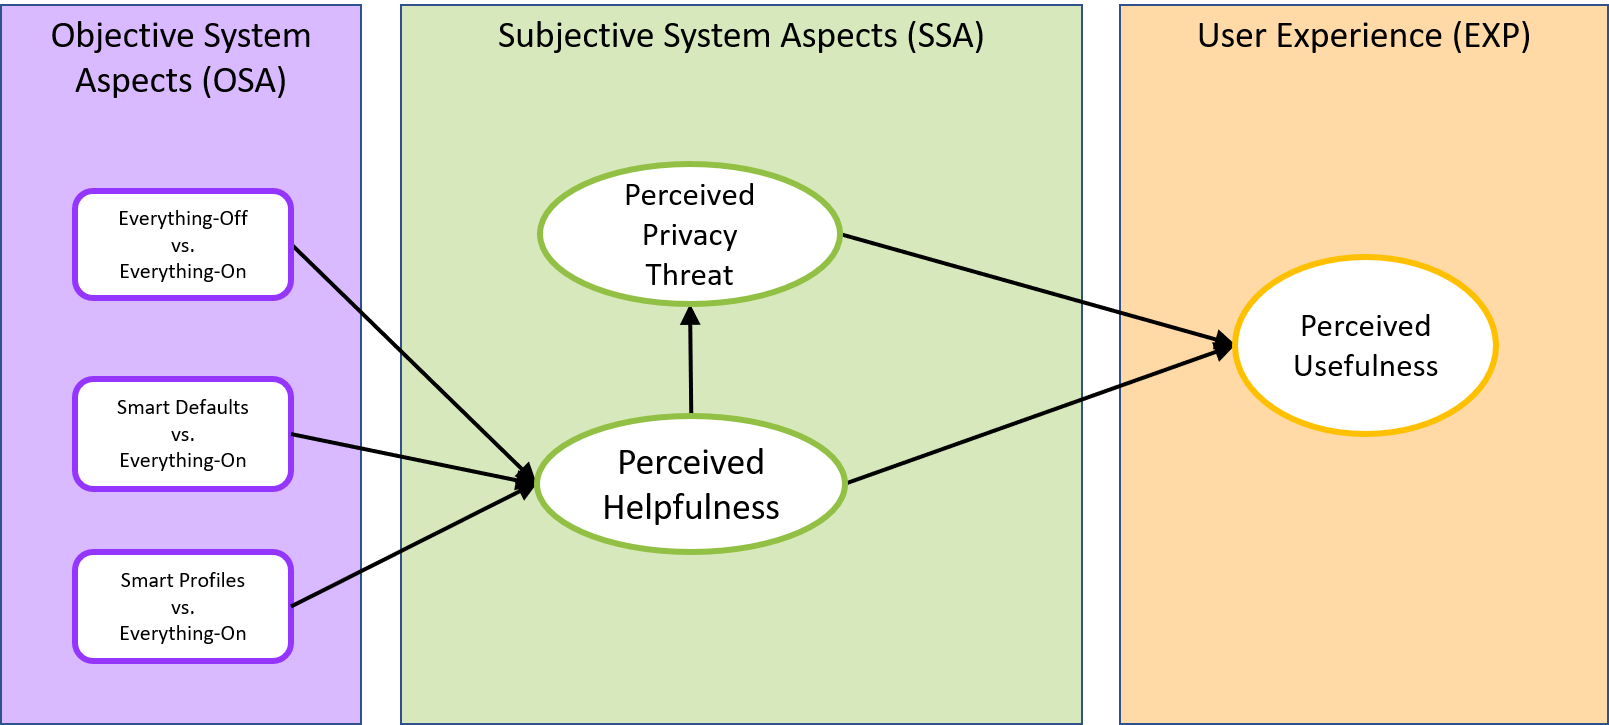 Objective System
Aspects (OSA)
Everything-Off
vs.
Everything-On
Smart Defaults
vs.
Everything-On
Smart Profiles
vs.
Everything-On
Subjective System Aspects (SSA)
Perceived
Privacy
Threat
Perceived
Helpfulness
User Experience (EXP)
Perceived
Usefulness